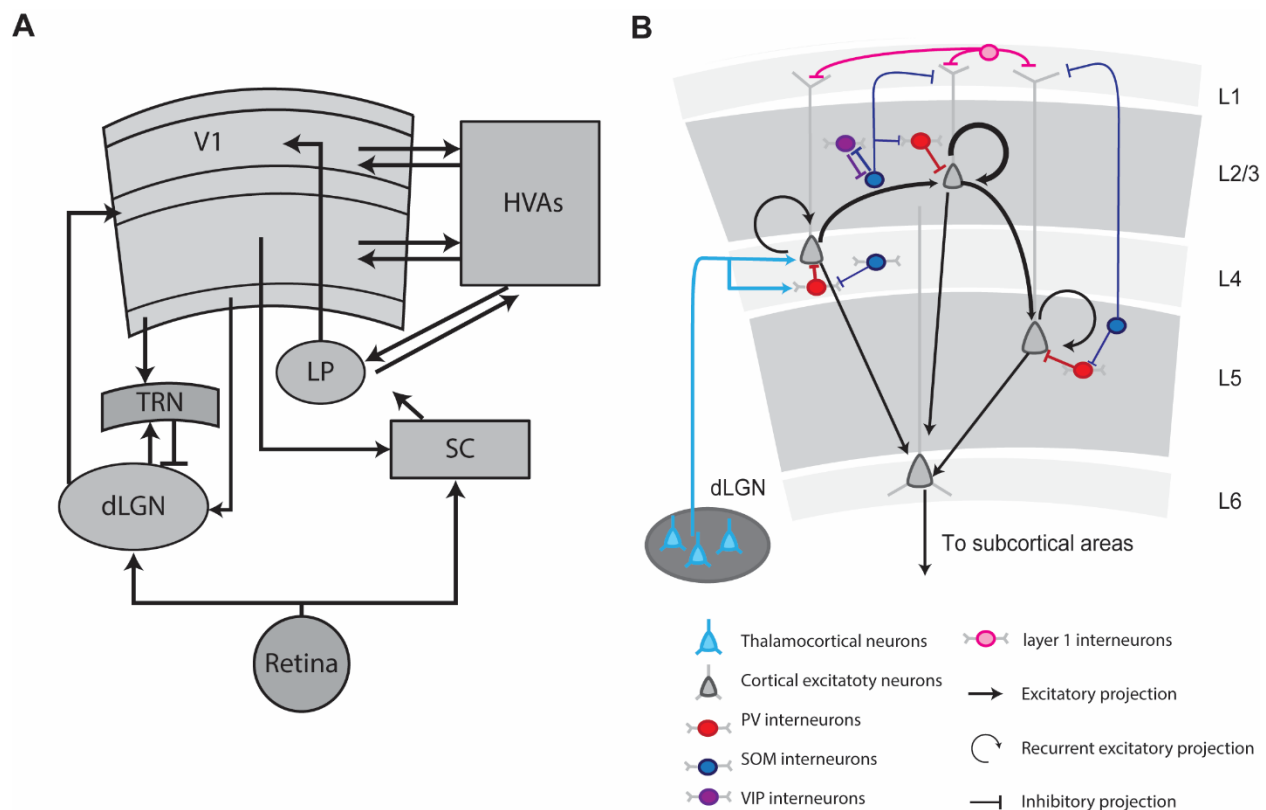 A
V1
HVAs
LP
TRN
SC
dLGN
Retina
B
L1
L2/3
L4
L5
L6
dLGN
To subcortical areas
Thalamocortical neurons
Cortical excitatoty neurons
PV interneurons
SOM interneurons
VIP interneurons
layer 1 interneurons
Excitatory projection
Recurrent excitatory projection
Inhibitory projection